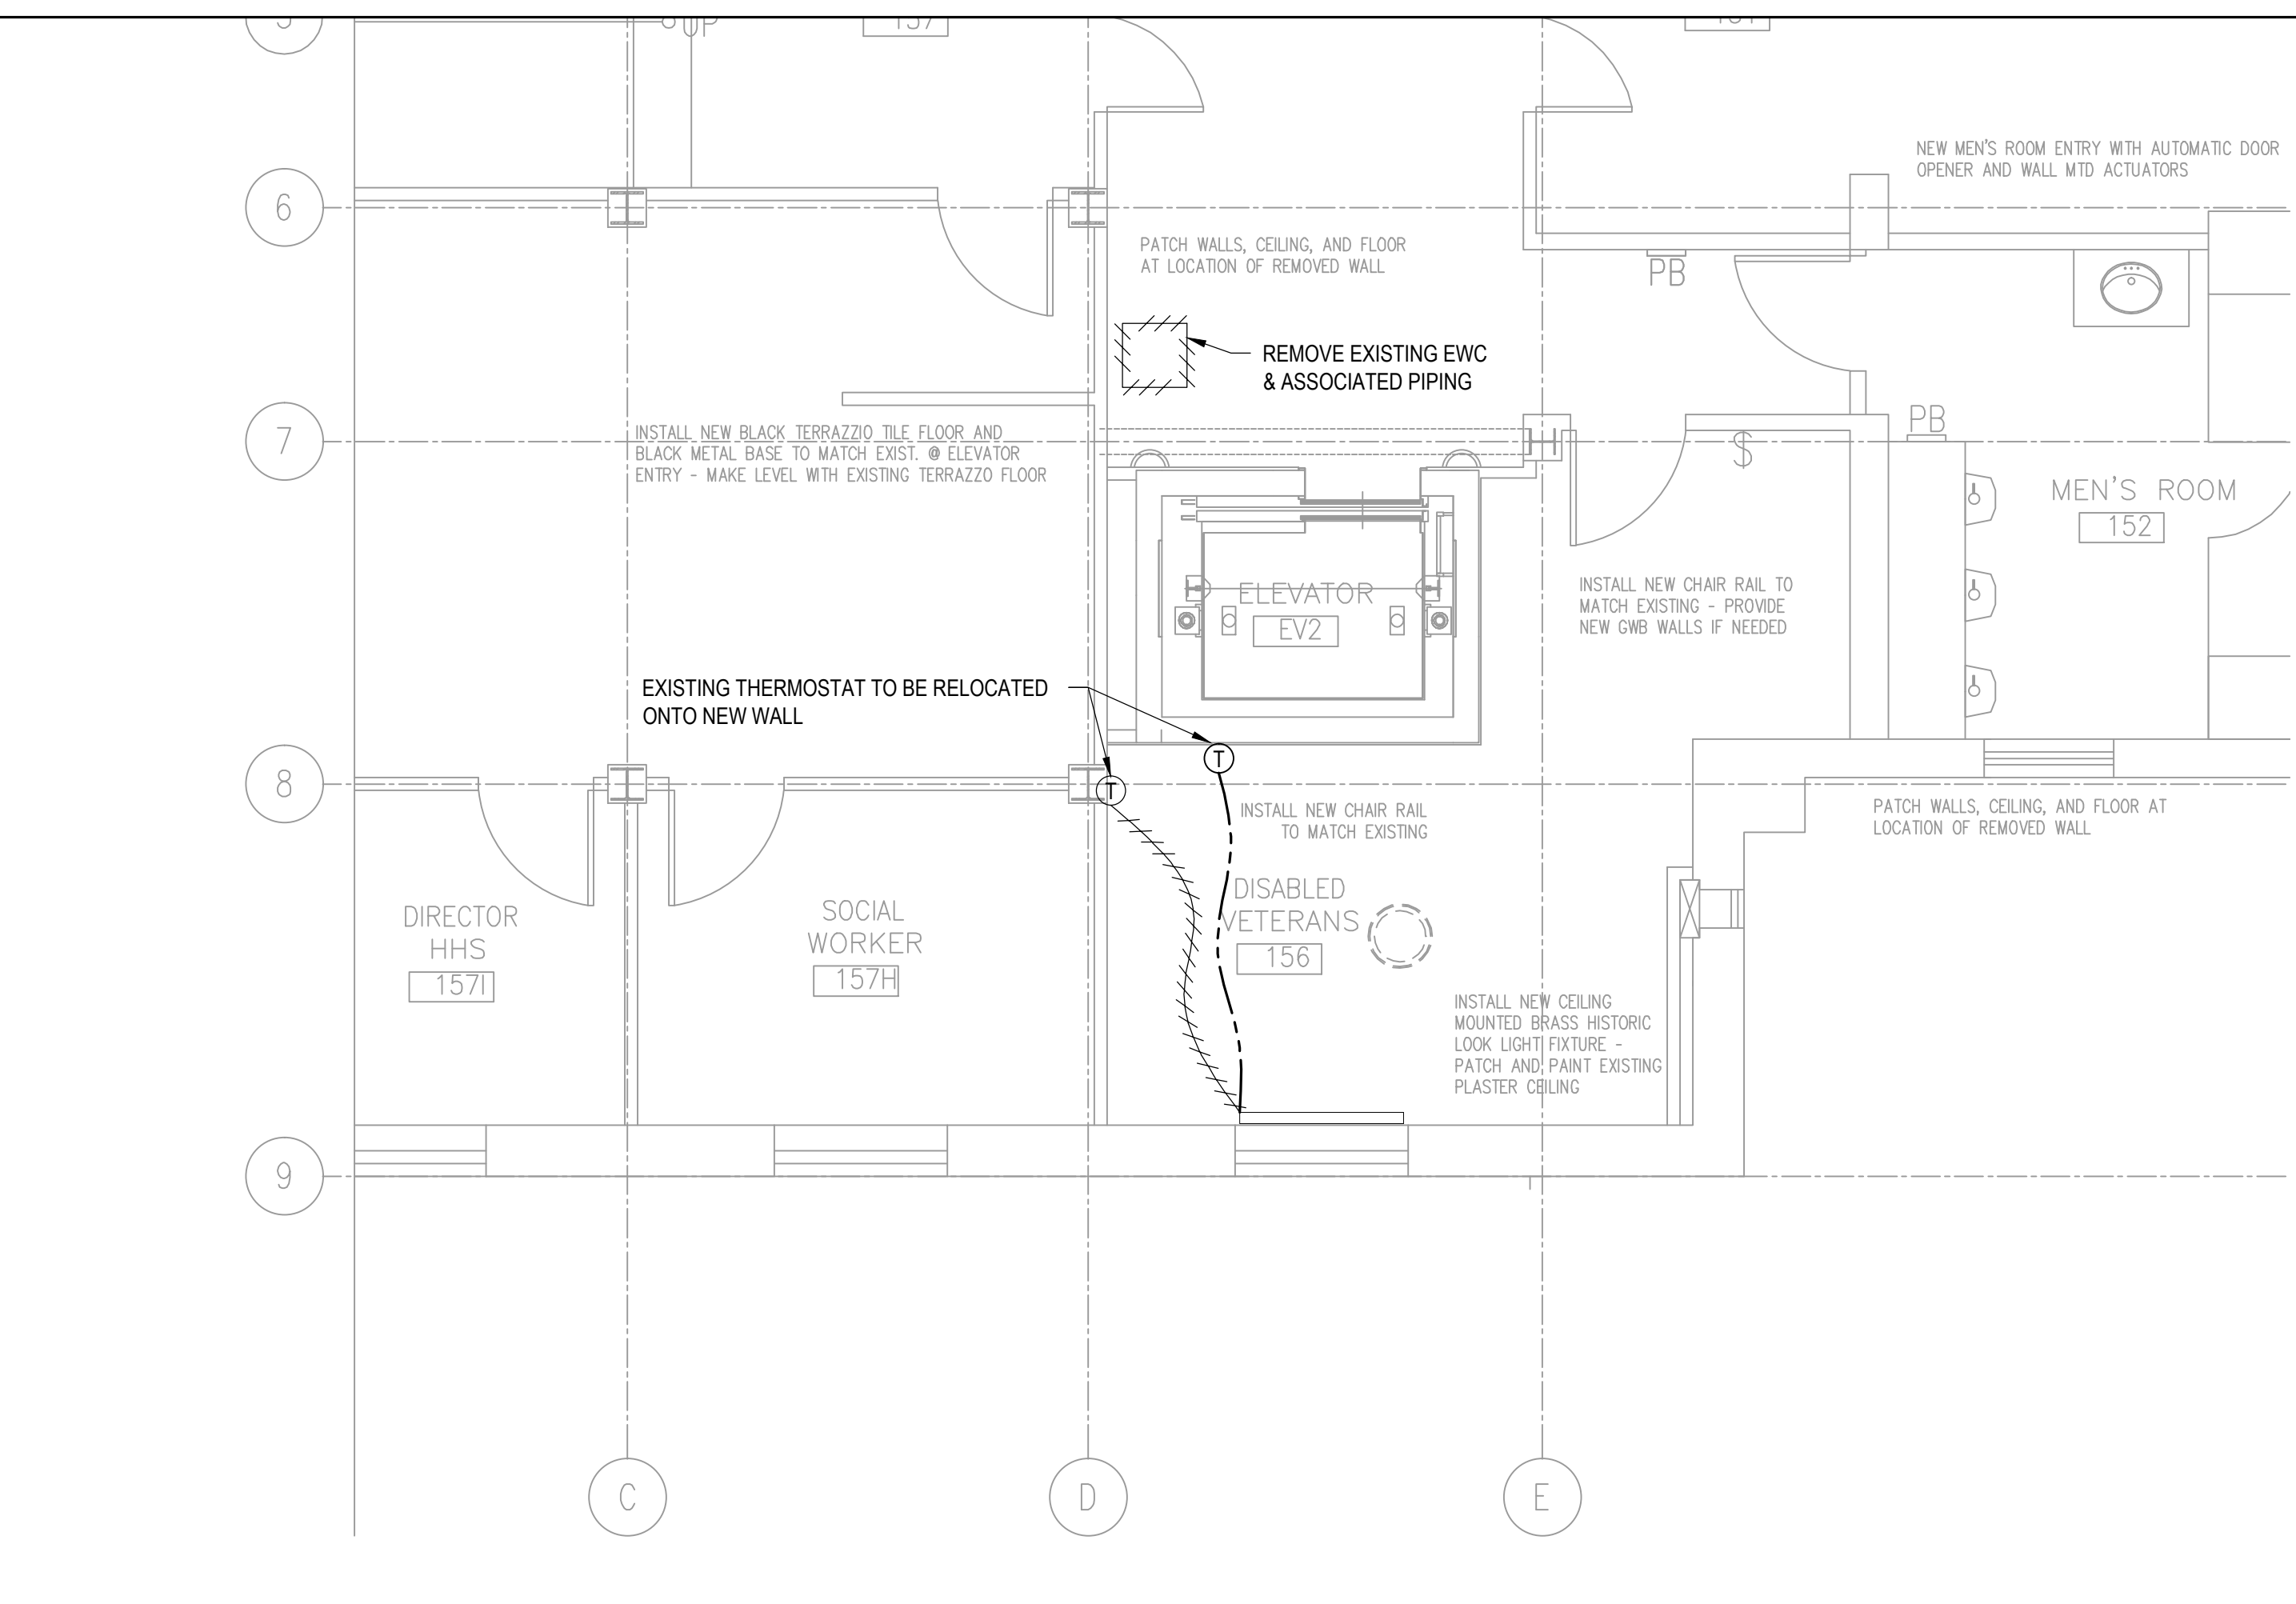 UP
NEW MEN'S ROOM ENTRY WITH AUTOMATIC DOOR
OPENER AND WALL MTD ACTUATORS
6
PATCH WALLS, CEILING, AND FLOOR
AT LOCATION OF REMOVED WALL
PB
REMOVE EXISTING EWC
& ASSOCIATED PIPING
7
INSTALL NEW BLACK TERRAZZIO TILE FLOOR AND
BLACK METAL BASE TO MATCH EXIST. @ ELEVATOR
ENTRY - MAKE LEVEL WITH EXISTING TERRAZZO FLOOR
PB
$
MEN'S ROOM
152
ELEVATOR
EV2
INSTALL NEW CHAIR RAIL TO
MATCH EXISTING - PROVIDE
NEW GWB WALLS IF NEEDED
EXISTING THERMOSTAT TO BE RELOCATED
ONTO NEW WALL
T
T
8
INSTALL NEW CHAIR RAIL
TO MATCH EXISTING
PATCH WALLS, CEILING, AND FLOOR AT
LOCATION OF REMOVED WALL
DIRECTOR
HHS
157I
SOCIAL
WORKER
157H
DISABLED
VETERANS
156
INSTALL NEW CEILING
MOUNTED BRASS HISTORIC
LOOK LIGHT FIXTURE -
PATCH AND PAINT EXISTING
PLASTER CEILING
9
C
D
E